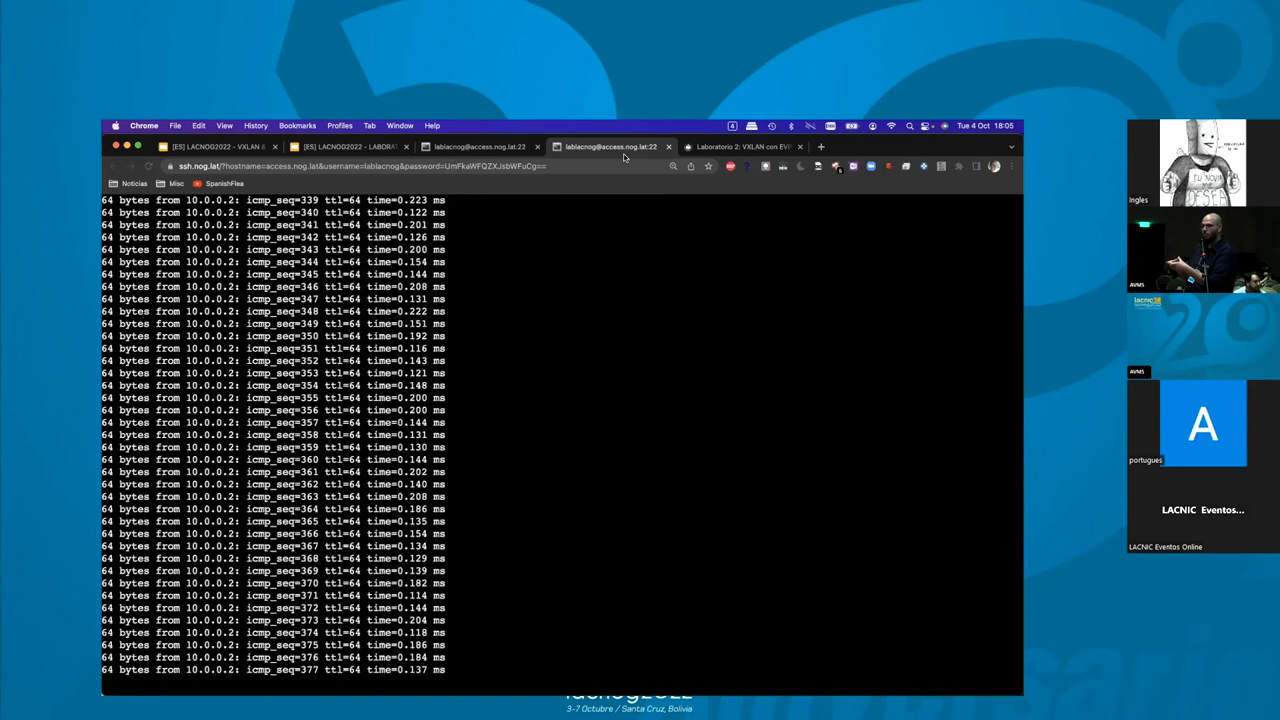 Chrome File Edit View History Bookmarks Profiles Tab Window Help
4
Tue 4 Oct 18:05
[ES] LACNOG2022 - VXLAN &
[ES] LACNOG2022 - LABORAT
lablacnog@access.nog.lat:22
lablacnog@access.nog.lat:22
Laboratorio 2: VXLAN con EVP
ssh.nog.lat/?hostname=access.nog.lat&username=lablacnog&password=UmFkaWFQZXJsbWFuCg==
Noticias Misc SpanishFlea
64 bytes from 10.0.0.2: icmp_seq=339 ttl=64 time=0.223 ms
64 bytes from 10.0.0.2: icmp_seq=340 ttl=64 time=0.122 ms
64 bytes from 10.0.0.2: icmp_seq=341 ttl=64 time=0.201 ms
64 bytes from 10.0.0.2: icmp_seq=342 ttl=64 time=0.126 ms
64 bytes from 10.0.0.2: icmp_seq=343 ttl=64 time=0.200 ms
64 bytes from 10.0.0.2: icmp_seq=344 ttl=64 time=0.154 ms
64 bytes from 10.0.0.2: icmp_seq=345 ttl=64 time=0.144 ms
64 bytes from 10.0.0.2: icmp_seq=346 ttl=64 time=0.208 ms
64 bytes from 10.0.0.2: icmp_seq=347 ttl=64 time=0.131 ms
64 bytes from 10.0.0.2: icmp_seq=348 ttl=64 time=0.222 ms
64 bytes from 10.0.0.2: icmp_seq=349 ttl=64 time=0.151 ms
64 bytes from 10.0.0.2: icmp_seq=350 ttl=64 time=0.192 ms
64 bytes from 10.0.0.2: icmp_seq=351 ttl=64 time=0.116 ms
64 bytes from 10.0.0.2: icmp_seq=352 ttl=64 time=0.143 ms
64 bytes from 10.0.0.2: icmp_seq=353 ttl=64 time=0.121 ms
64 bytes from 10.0.0.2: icmp_seq=354 ttl=64 time=0.148 ms
64 bytes from 10.0.0.2: icmp_seq=355 ttl=64 time=0.200 ms
64 bytes from 10.0.0.2: icmp_seq=356 ttl=64 time=0.200 ms
64 bytes from 10.0.0.2: icmp_seq=357 ttl=64 time=0.144 ms
64 bytes from 10.0.0.2: icmp_seq=358 ttl=64 time=0.131 ms
64 bytes from 10.0.0.2: icmp_seq=359 ttl=64 time=0.130 ms
64 bytes from 10.0.0.2: icmp_seq=360 ttl=64 time=0.144 ms
64 bytes from 10.0.0.2: icmp_seq=361 ttl=64 time=0.202 ms
64 bytes from 10.0.0.2: icmp_seq=362 ttl=64 time=0.140 ms
64 bytes from 10.0.0.2: icmp_seq=363 ttl=64 time=0.208 ms
64 bytes from 10.0.0.2: icmp_seq=364 ttl=64 time=0.186 ms
64 bytes from 10.0.0.2: icmp_seq=365 ttl=64 time=0.135 ms
64 bytes from 10.0.0.2: icmp_seq=366 ttl=64 time=0.154 ms
64 bytes from 10.0.0.2: icmp_seq=367 ttl=64 time=0.134 ms
64 bytes from 10.0.0.2: icmp_seq=368 ttl=64 time=0.129 ms
64 bytes from 10.0.0.2: icmp_seq=369 ttl=64 time=0.139 ms
64 bytes from 10.0.0.2: icmp_seq=370 ttl=64 time=0.182 ms
64 bytes from 10.0.0.2: icmp_seq=371 ttl=64 time=0.114 ms
64 bytes from 10.0.0.2: icmp_seq=372 ttl=64 time=0.144 ms
64 bytes from 10.0.0.2: icmp_seq=373 ttl=64 time=0.204 ms
64 bytes from 10.0.0.2: icmp_seq=374 ttl=64 time=0.118 ms
64 bytes from 10.0.0.2: icmp_seq=375 ttl=64 time=0.186 ms
64 bytes from 10.0.0.2: icmp_seq=376 ttl=64 time=0.184 ms
64 bytes from 10.0.0.2: icmp_seq=377 ttl=64 time=0.137 ms
lacnog2022
3-7 Octubre / Santa Cruz, Bolivia
TU NOVIA
DESEA
Ingles
AVMS
lacnic38
AVMS
A
portugues
LACNIC Eventos...
LACNIC Eventos Online